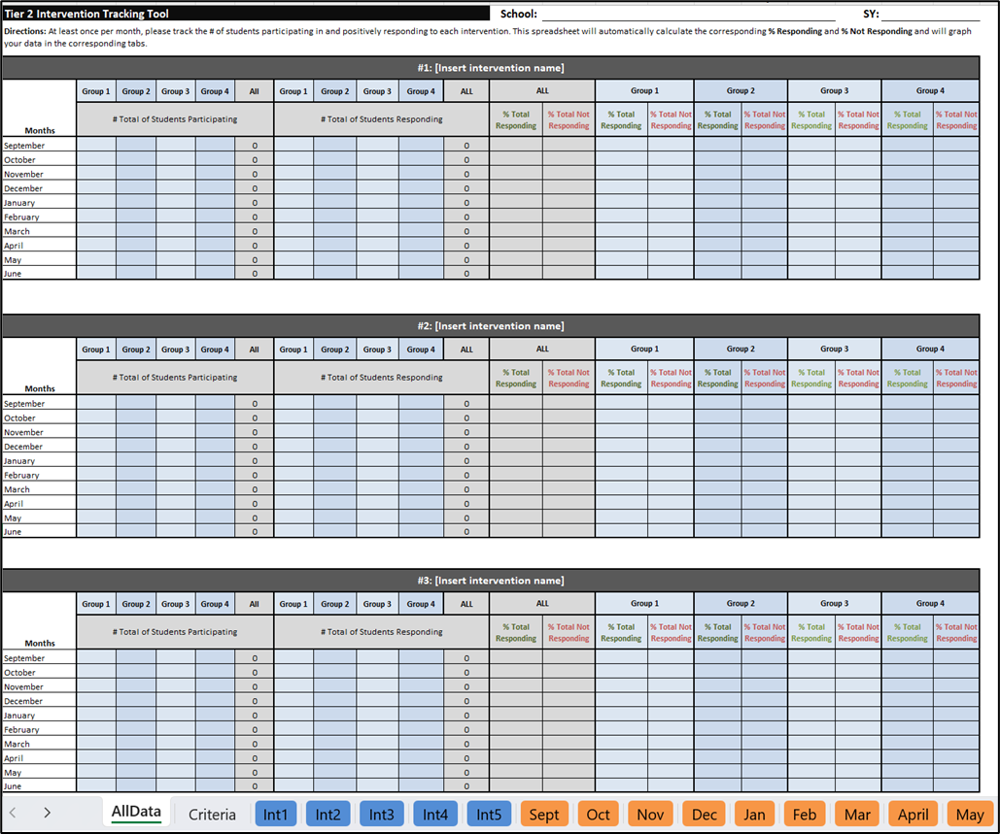 Tier 2 Intervention Tracking Tool School: SY:
Directions: At least once per month, please track the # of students participating in and positively responding to each intervention. This spreadsheet will automatically calculate the corresponding % Responding and % Not Responding and will graph
your data in the corresponding tabs.
#1: [Insert intervention name]
Group 1 Group 2 Group 3 Group 4 All Group 1 Group 2 Group 3 Group 4 ALL ALL Group 1 Group 2 Group 3 Group 4
Months # Total of Students Participating # Total of Students Responding % Total Responding % Total Not Responding % Total Responding % Total Not Responding % Total Responding % Total Not Responding % Total Responding % Total Not Responding % Total Responding % Total Not Responding
September 0 0
October 0 0
November 0 0
December 0 0
January 0 0
February 0 0
March 0 0
April 0 0
May 0 0
June 0 0
#2: [Insert intervention name]
Group 1 Group 2 Group 3 Group 4 All Group 1 Group 2 Group 3 Group 4 ALL ALL Group 1 Group 2 Group 3 Group 4
Months # Total of Students Participating # Total of Students Responding % Total Responding % Total Not Responding % Total Responding % Total Not Responding % Total Responding % Total Not Responding % Total Responding % Total Not Responding % Total Responding % Total Not Responding
September 0 0
October 0 0
November 0 0
December 0 0
January 0 0
February 0 0
March 0 0
April 0 0
May 0 0
June 0 0
#3: [Insert intervention name]
Group 1 Group 2 Group 3 Group 4 All Group 1 Group 2 Group 3 Group 4 ALL ALL Group 1 Group 2 Group 3 Group 4
Months # Total of Students Participating # Total of Students Responding % Total Responding % Total Not Responding % Total Responding % Total Not Responding % Total Responding % Total Not Responding % Total Responding % Total Not Responding % Total Responding % Total Not Responding
September 0 0
October 0 0
November 0 0
December 0 0
January 0 0
February 0 0
March 0 0
April 0 0
May 0 0
June 0 0
AllData Criteria Int1 Int2 Int3 Int4 Int5 Sept Oct Nov Dec Jan Feb Mar April May